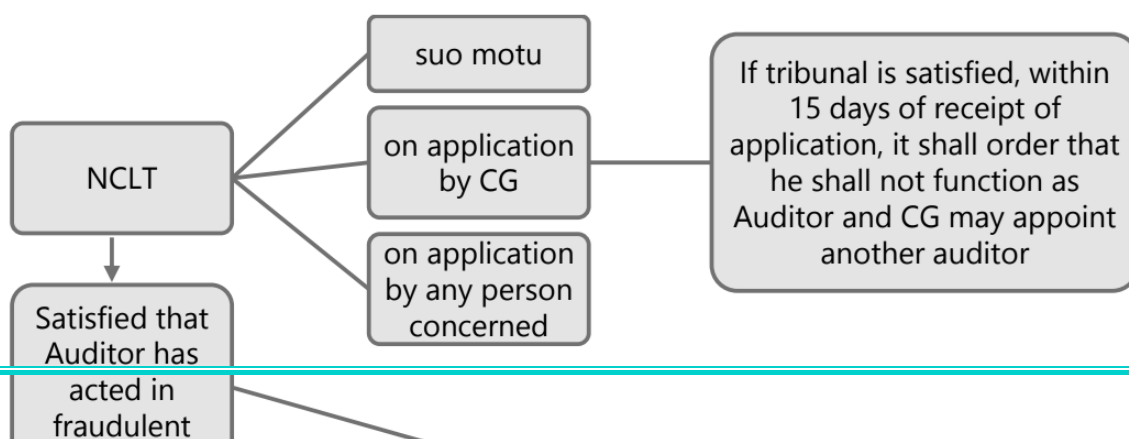 suo motu
NCLT
on application
by CG
on application
by any person
concerned
If tribunal is satisfied, within
15 days of receipt of
application, it shall order that
he shall not function as
Auditor and CG may appoint
another auditor
Satisfied that
Auditor has
acted in
fraudulent